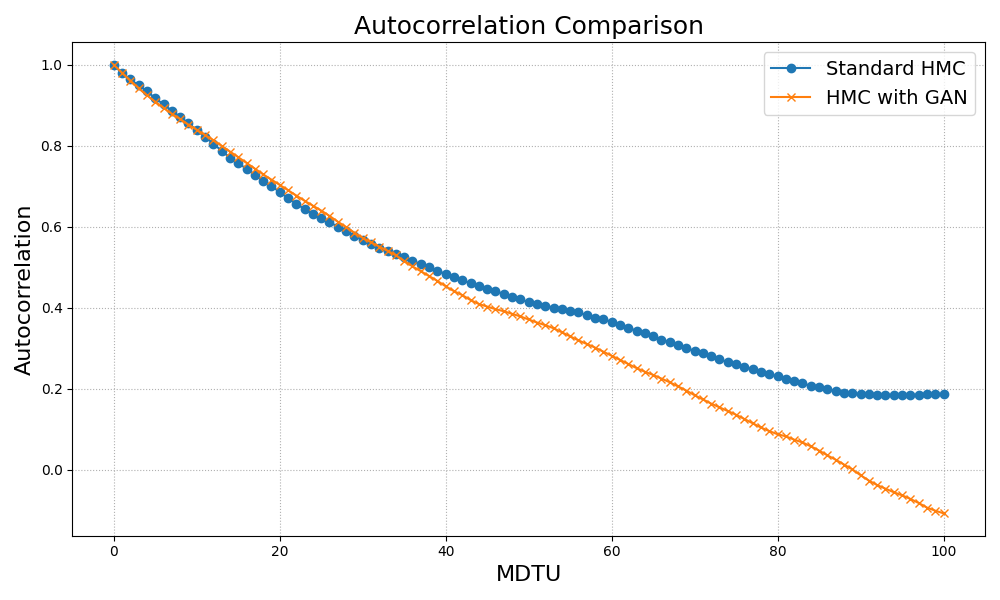 Autocorrelation Comparison
Standard HMC
HMC with GAN
Autocorrelation
1.0
0.8
0.6
0.4
0.2
0.0
0 20 40 60 80 100
MDTU